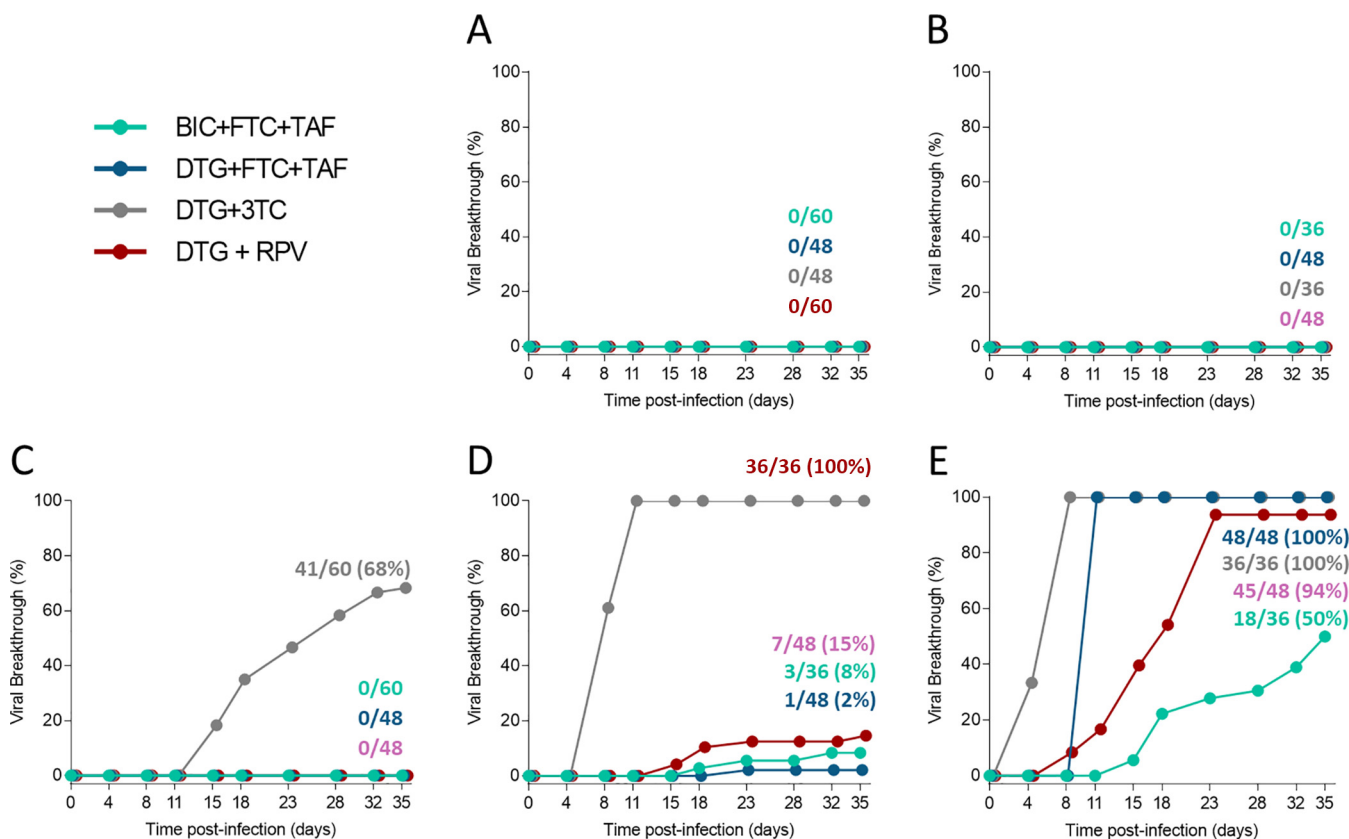 BIC+FTC+TAF
DTG+FTC+TAF
DTG+3TC
DTG + RPV
A
Viral Breakthrough (%)
100
80
60
40
20
0
0/60
0/48
0/48
0/60
0 4 8 11 15 18 23 28 32 35
Time post-infection (days)
B
Viral Breakthrough (%)
100
80
60
40
20
0
0/36
0/48
0/36
0/48
0 4 8 11 15 18 23 28 32 35
Time post-infection (days)
C
Viral Breakthrough (%)
100
80
60
40
20
0
41/60 (68%)
0/60
0/48
0/48
0 4 8 11 15 18 23 28 32 35
Time post-infection (days)
D
Viral Breakthrough (%)
100
80
60
40
20
0
36/36 (100%)
7/48 (15%)
3/36 (8%)
1/48 (2%)
0 4 8 11 15 18 23 28 32 35
Time post-infection (days)
E
Viral Breakthrough (%)
100
80
60
40
20
0
48/48 (100%)
36/36 (100%)
45/48 (94%)
18/36 (50%)
0 4 8 11 15 18 23 28 32 35
Time post-infection (days)